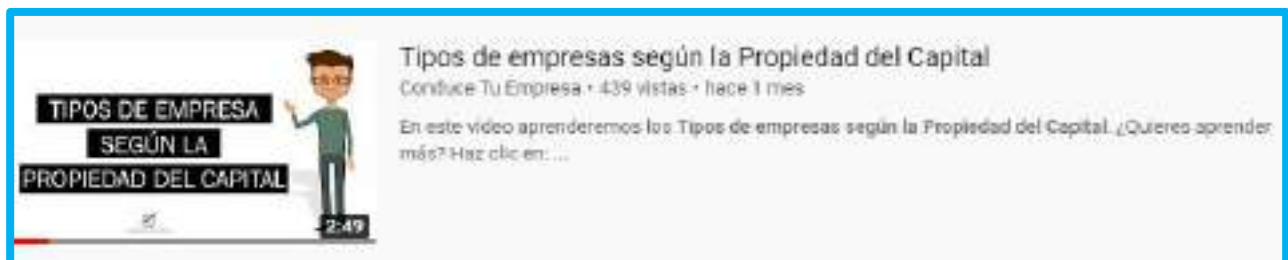 TIPOS DE EMPRESA
SEGÚN LA
PROPIEDAD DEL CAPITAL
2:49
Tipos de empresas según la Propiedad del Capital
Conduce Tu Empresa • 439 vistas • hace 1 mes
En este video aprenderemos los Tipos de empresas según la Propiedad del Capital. ¿Quieres aprender
más? Haz clic en: ...